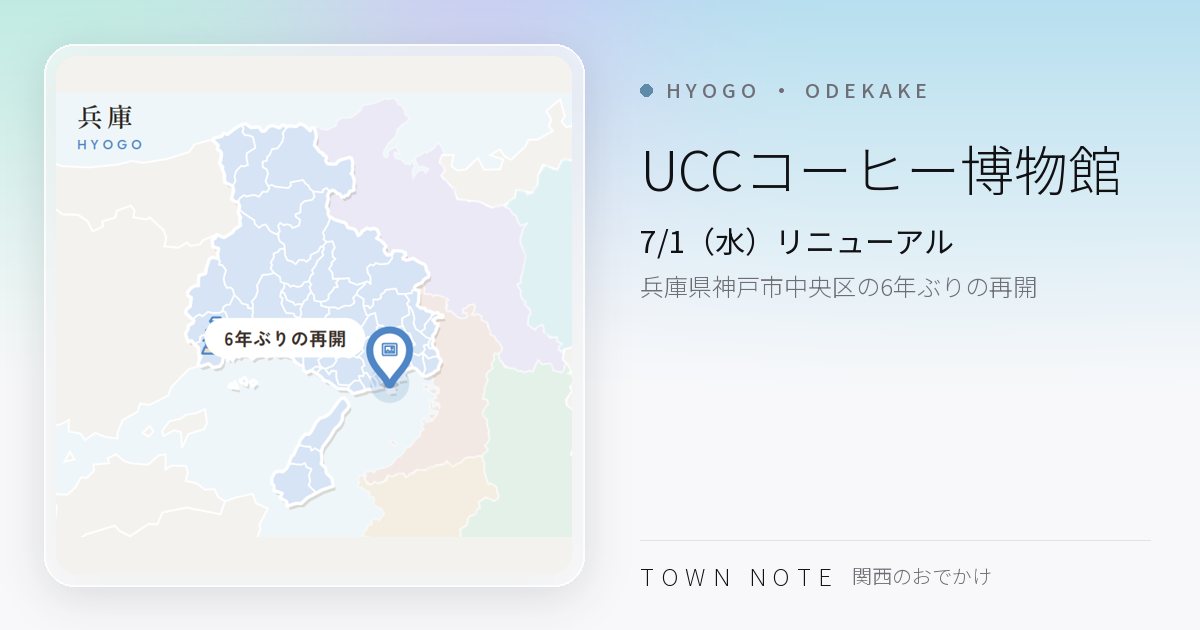 兵庫
HYOGO
6年ぶりの再開
HYOGO • ODEKAKE
UCCコーヒー博物館
7/1（水）リニューアル
兵庫県神戸市中央区の6年ぶりの再開
TOWN NOTE 関西のおでかけ